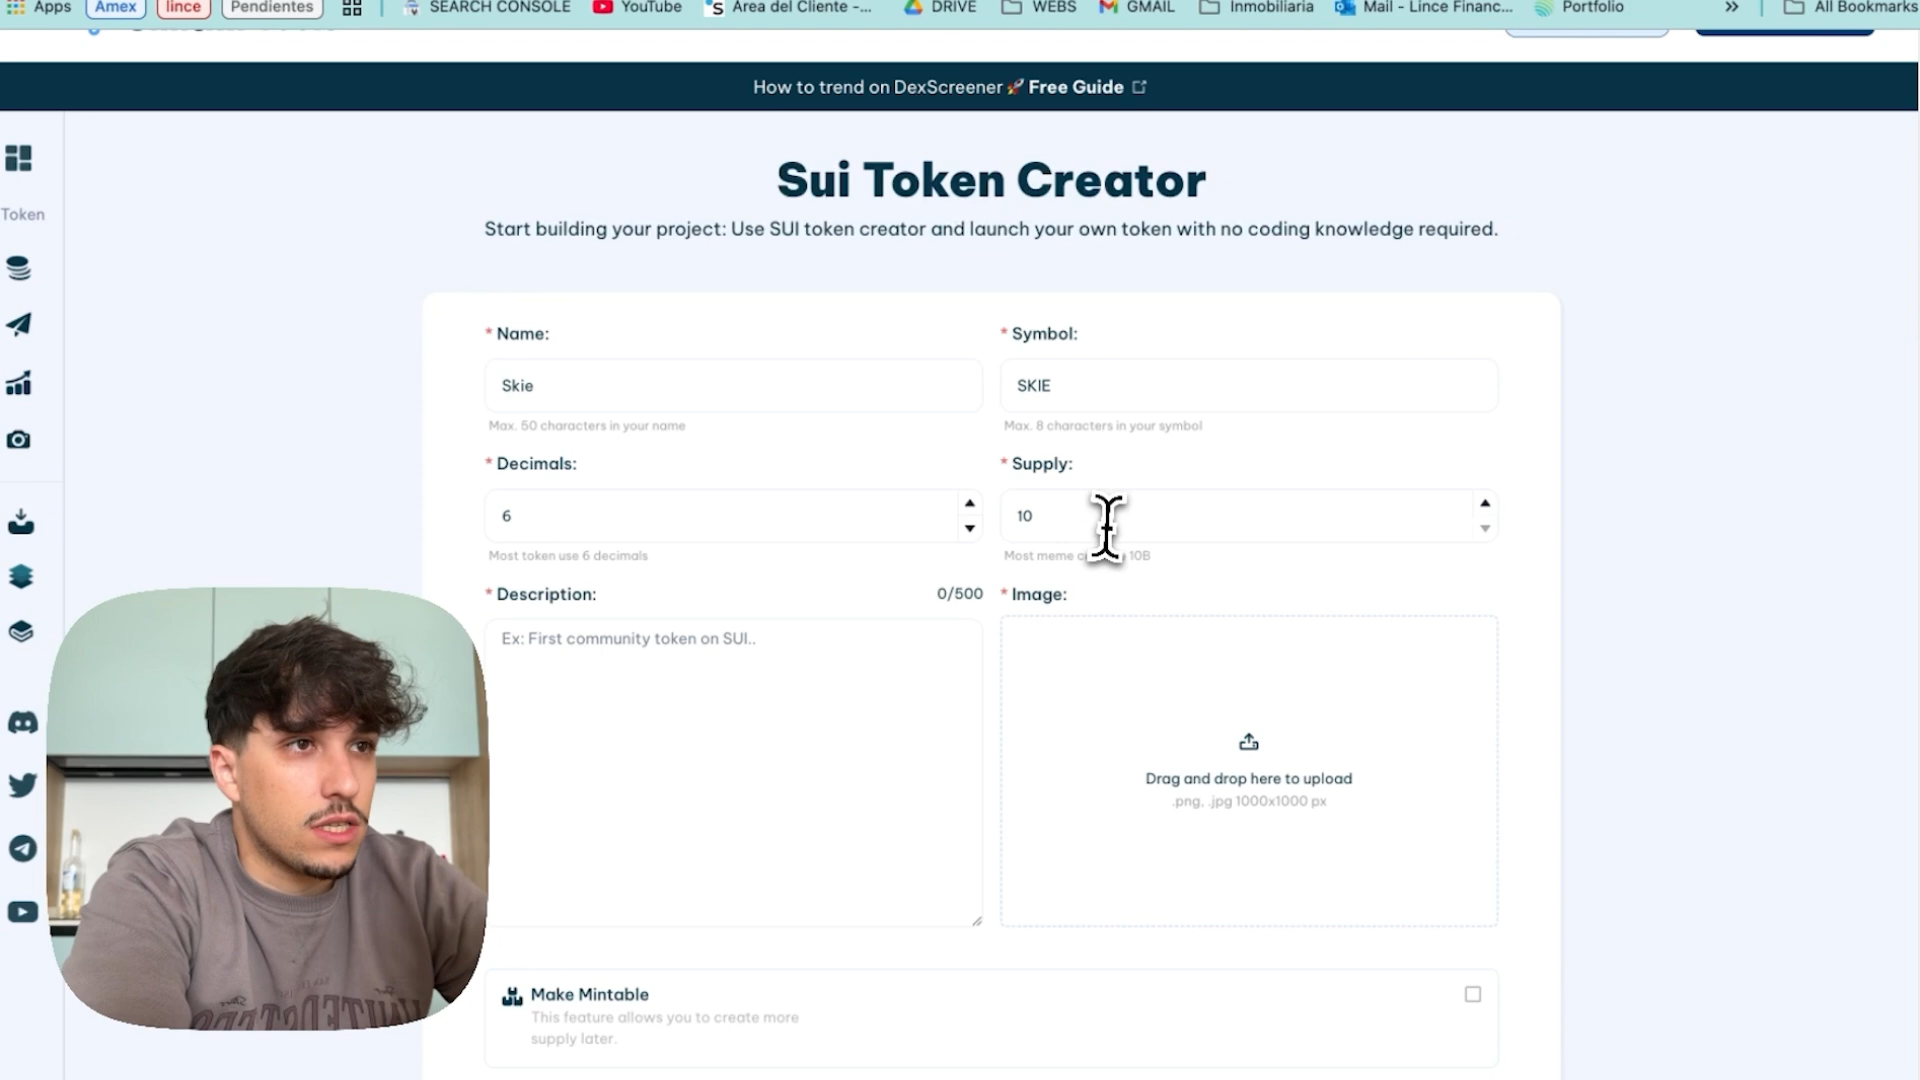 Apps Amex lince Pendientes SEARCH CONSOLE YouTube Area del Cliente -... DRIVE WEBS GMAIL Inmobiliaria Mail - Lince Financ... Portfolio » All Bookmarks
How to trend on DexScreener 🚀 Free Guide
Sui Token Creator
Start building your project: Use SUI token creator and launch your own token with no coding knowledge required.
Token
* Name:
* Symbol:
Skie
SKIE
Max. 50 characters in your name
Max. 8 characters in your symbol
* Decimals:
* Supply:
6
10
Most token use 6 decimals
Most meme 10B
* Description:
0/500
* Image:
Ex: First community token on SUI..
Drag and drop here to upload
.png, .jpg 1000x1000 px
Make Mintable
This feature allows you to create more
supply later.